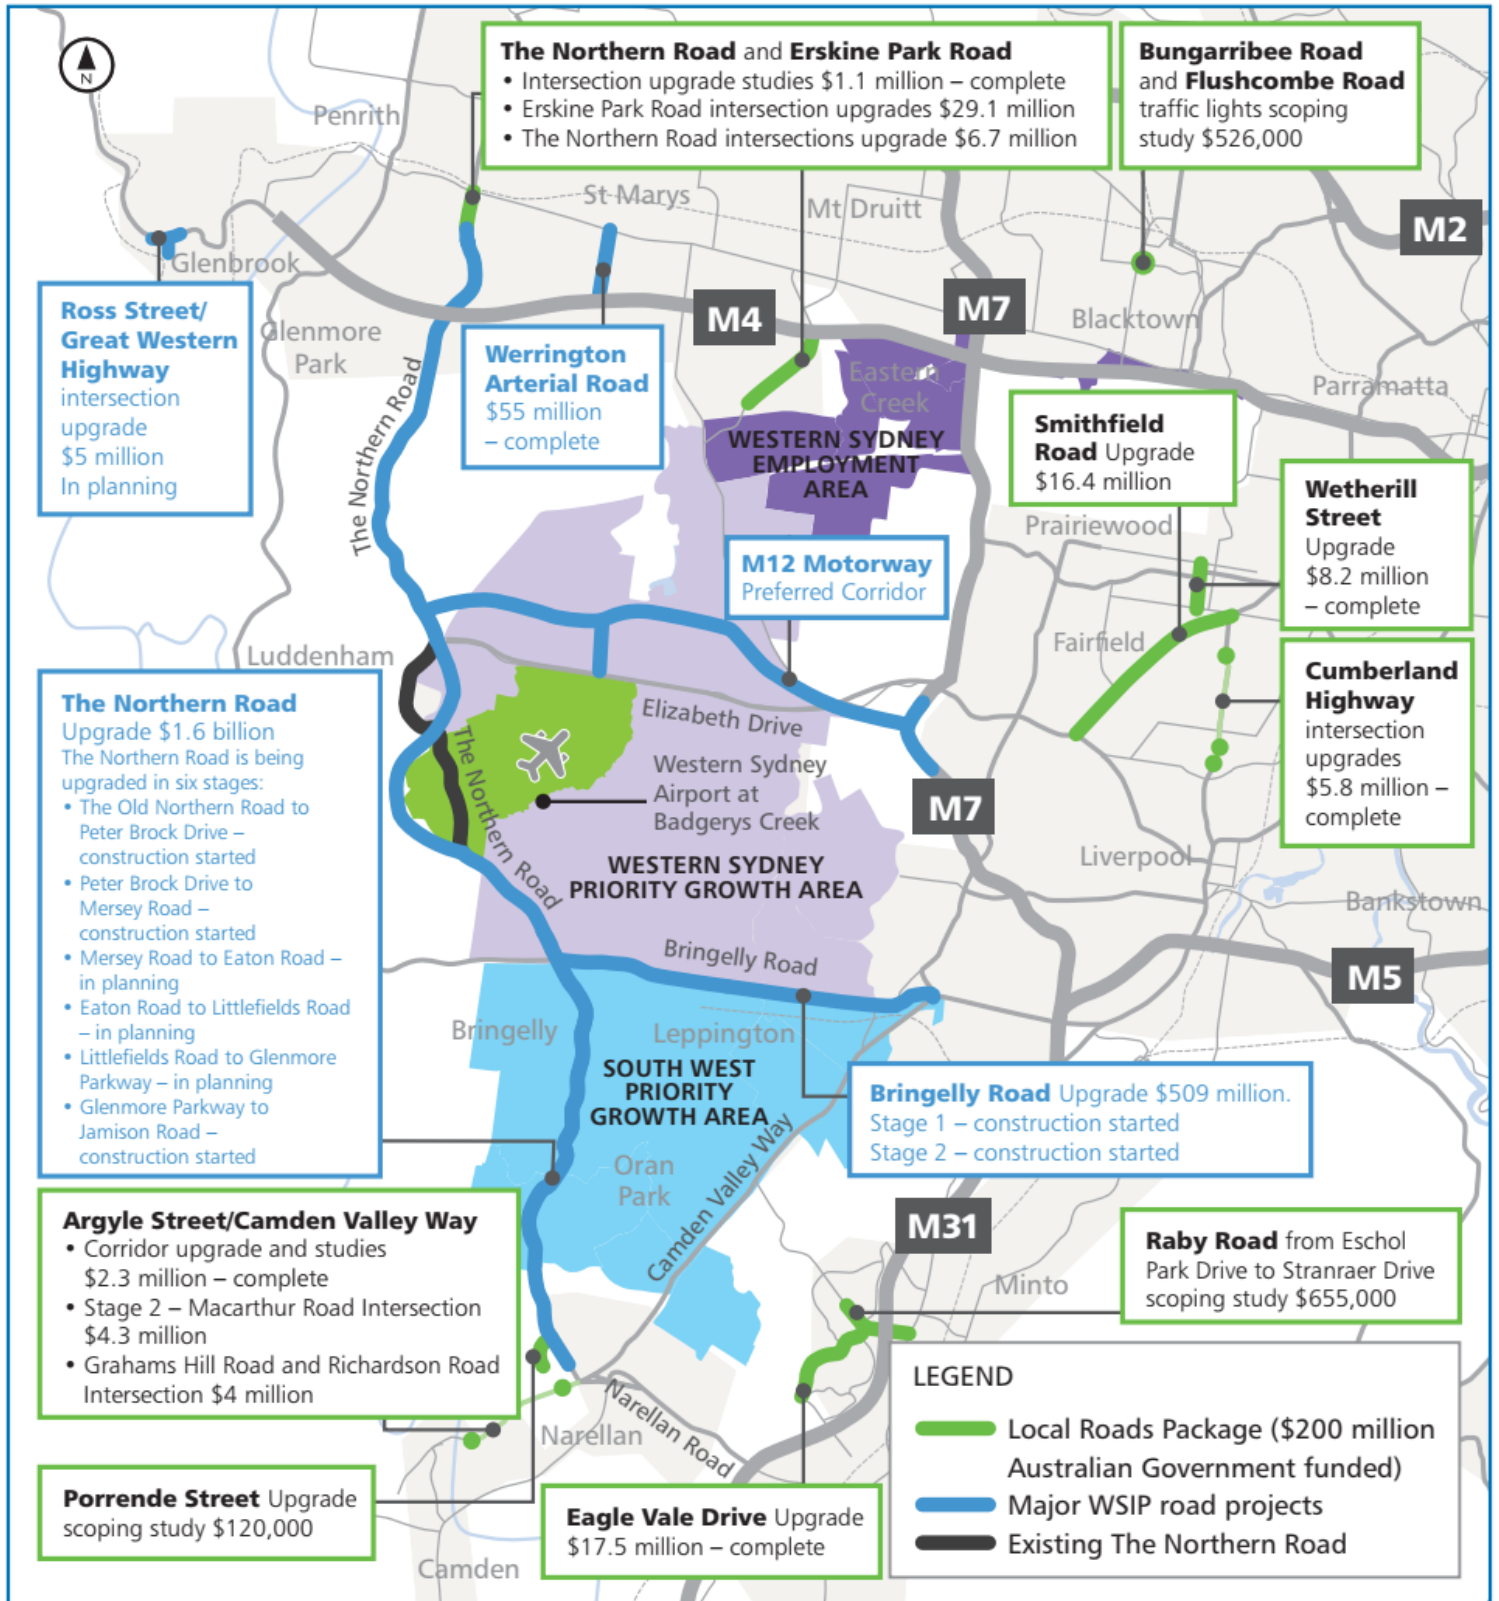 N
Penrith
The Northern Road and Erskine Park Road
• Intersection upgrade studies $1.1 million – complete
• Erskine Park Road intersection upgrades $29.1 million
• The Northern Road intersections upgrade $6.7 million
Bungarribee Road
and Flushcombe Road
traffic lights scoping
study $526,000
St Marys
Mt Druitt
M2
Glenbrook
Ross Street/
Great Western
Highway
intersection
upgrade
$5 million
In planning
Glenmore
Park
The Northern Road
Werrington
Arterial Road
$55 million
– complete
M4
M7
Blacktown
Eastern
Creek
Parramatta
WESTERN SYDNEY
EMPLOYMENT
AREA
Smithfield
Road Upgrade
$16.4 million
Wetherill
Street
Upgrade
$8.2 million
– complete
Prairiewood
M12 Motorway
Preferred Corridor
Fairfield
Cumberland
Highway
intersection
upgrades
$5.8 million –
complete
Luddenham
The Northern Road
Upgrade $1.6 billion
The Northern Road is being
upgraded in six stages:
• The Old Northern Road to
Peter Brock Drive –
construction started
• Peter Brock Drive to
Mersey Road –
construction started
• Mersey Road to Eaton Road –
in planning
• Eaton Road to Littlefields Road
– in planning
• Littlefields Road to Glenmore
Parkway – in planning
• Glenmore Parkway to
Jamison Road –
construction started
Elizabeth Drive
The Northern Road
Western Sydney
Airport at
Badgerys Creek
M7
WESTERN SYDNEY
PRIORITY GROWTH AREA
Liverpool
Bankstown
Bringelly Road
M5
Bringelly
Leppington
SOUTH WEST
PRIORITY
GROWTH AREA
Bringelly Road Upgrade $509 million.
Stage 1 – construction started
Stage 2 – construction started
Oran
Park
Camden Valley Way
M31
Argyle Street/Camden Valley Way
• Corridor upgrade and studies
$2.3 million – complete
• Stage 2 – Macarthur Road Intersection
$4.3 million
• Grahams Hill Road and Richardson Road
Intersection $4 million
Minto
Raby Road from Eschol
Park Drive to Stranraer Drive
scoping study $655,000
Narellan
Narellan Road
Porrende Street Upgrade
scoping study $120,000
Eagle Vale Drive Upgrade
$17.5 million – complete
Camden
LEGEND
Local Roads Package ($200 million
Australian Government funded)
Major WSIP road projects
Existing The Northern Road